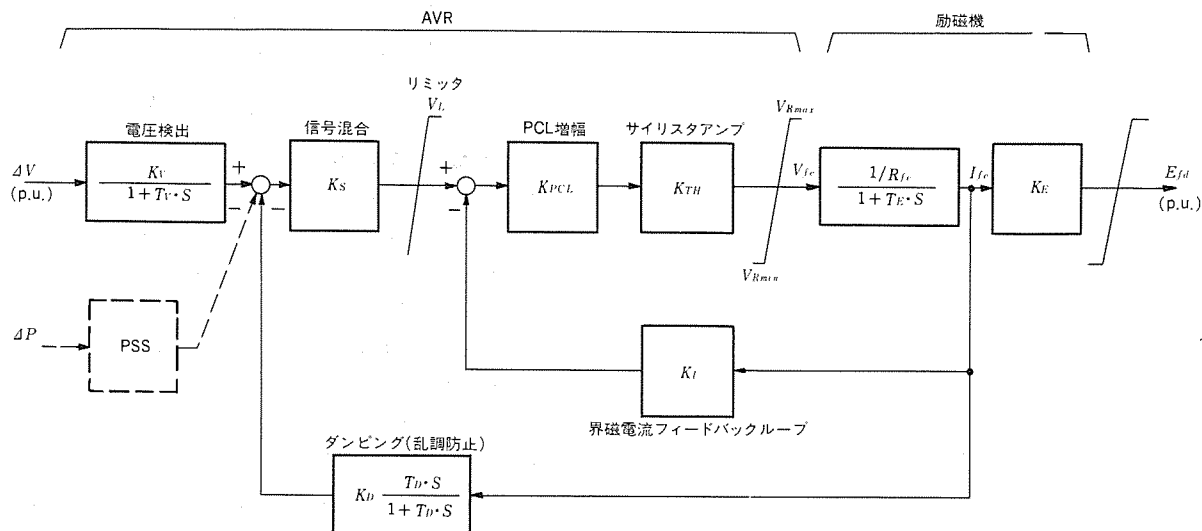 AVR
励磁機
リミッタ
V_L
電圧検出
信号混合
PCL増幅
サイリスタアンプ
V_Rmax
ΔV
(p.u.)
K_V
1+T_V·S
+
−
−
K_S
+
−
K_PCL
K_TH
V_fe
1/R_fe
1+T_E·S
I_fe
K_E
E_fd
(p.u.)
V_Rmin
ΔP
PSS
K_I
界磁電流フィードバックループ
ダンピング(乱調防止)
K_D T_D·S
1+T_D·S